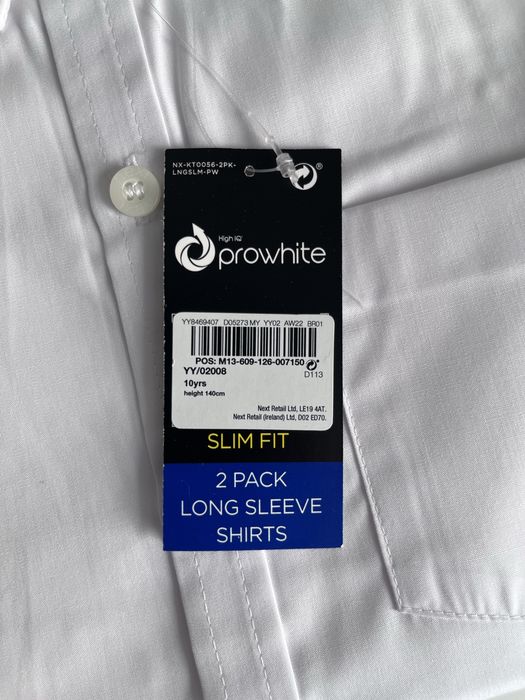 NX-KT0056-2PK-
LNGSLM-PW
®
High IQ®
prowhite
YY8469407 D05273 MY YY02 AW22 BR01
POS: M13-609-126-007150
YY/02008
D113
10yrs
height 140cm
Next Retail Ltd, LE19 4AT.
Next Retail (Ireland) Ltd, D02 ED70.
SLIM FIT
2 PACK
LONG SLEEVE
SHIRTS